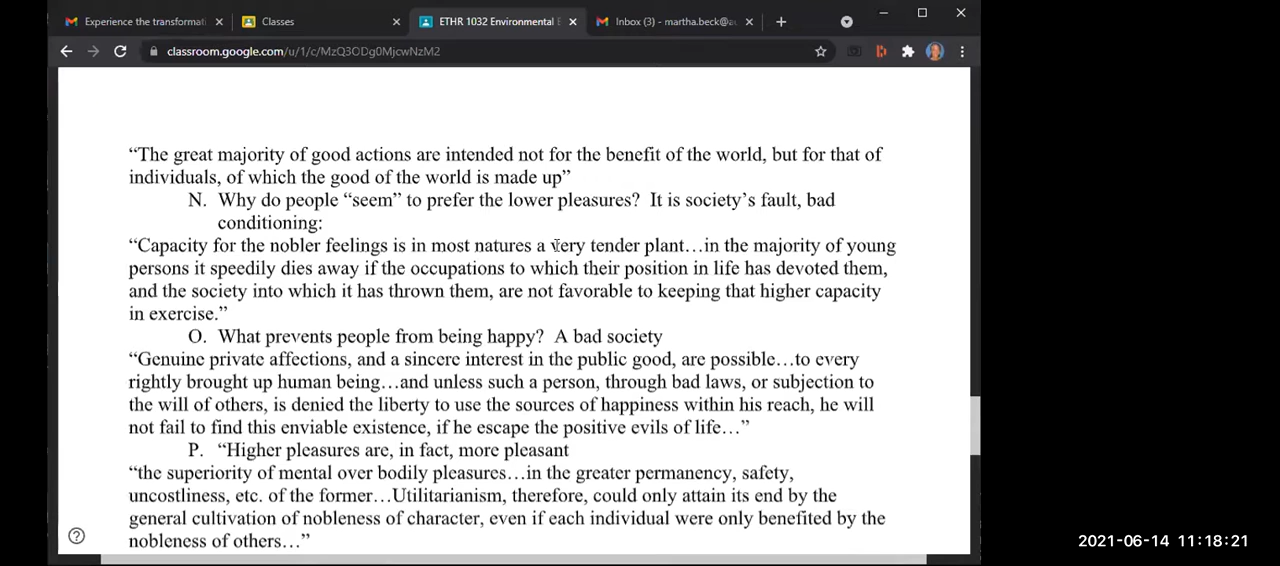 Experience the transformati
Classes
ETHR 1032 Environmental E
Inbox (3) - martha.beck@
classroom.google.com/u/1/c/MzQ3ODg0MjcwNzM2
“The great majority of good actions are intended not for the benefit of the world, but for that of
individuals, of which the good of the world is made up”
N. Why do people “seem” to prefer the lower pleasures? It is society’s fault, bad
conditioning:
“Capacity for the nobler feelings is in most natures a very tender plant…in the majority of young
persons it speedily dies away if the occupations to which their position in life has devoted them,
and the society into which it has thrown them, are not favorable to keeping that higher capacity
in exercise.”
O. What prevents people from being happy? A bad society
“Genuine private affections, and a sincere interest in the public good, are possible…to every
rightly brought up human being…and unless such a person, through bad laws, or subjection to
the will of others, is denied the liberty to use the sources of happiness within his reach, he will
not fail to find this enviable existence, if he escape the positive evils of life…”
P. “Higher pleasures are, in fact, more pleasant
“the superiority of mental over bodily pleasures…in the greater permanency, safety,
uncostliness, etc. of the former…Utilitarianism, therefore, could only attain its end by the
general cultivation of nobleness of character, even if each individual were only benefited by the
nobleness of others…”
2021-06-14 11:18:21